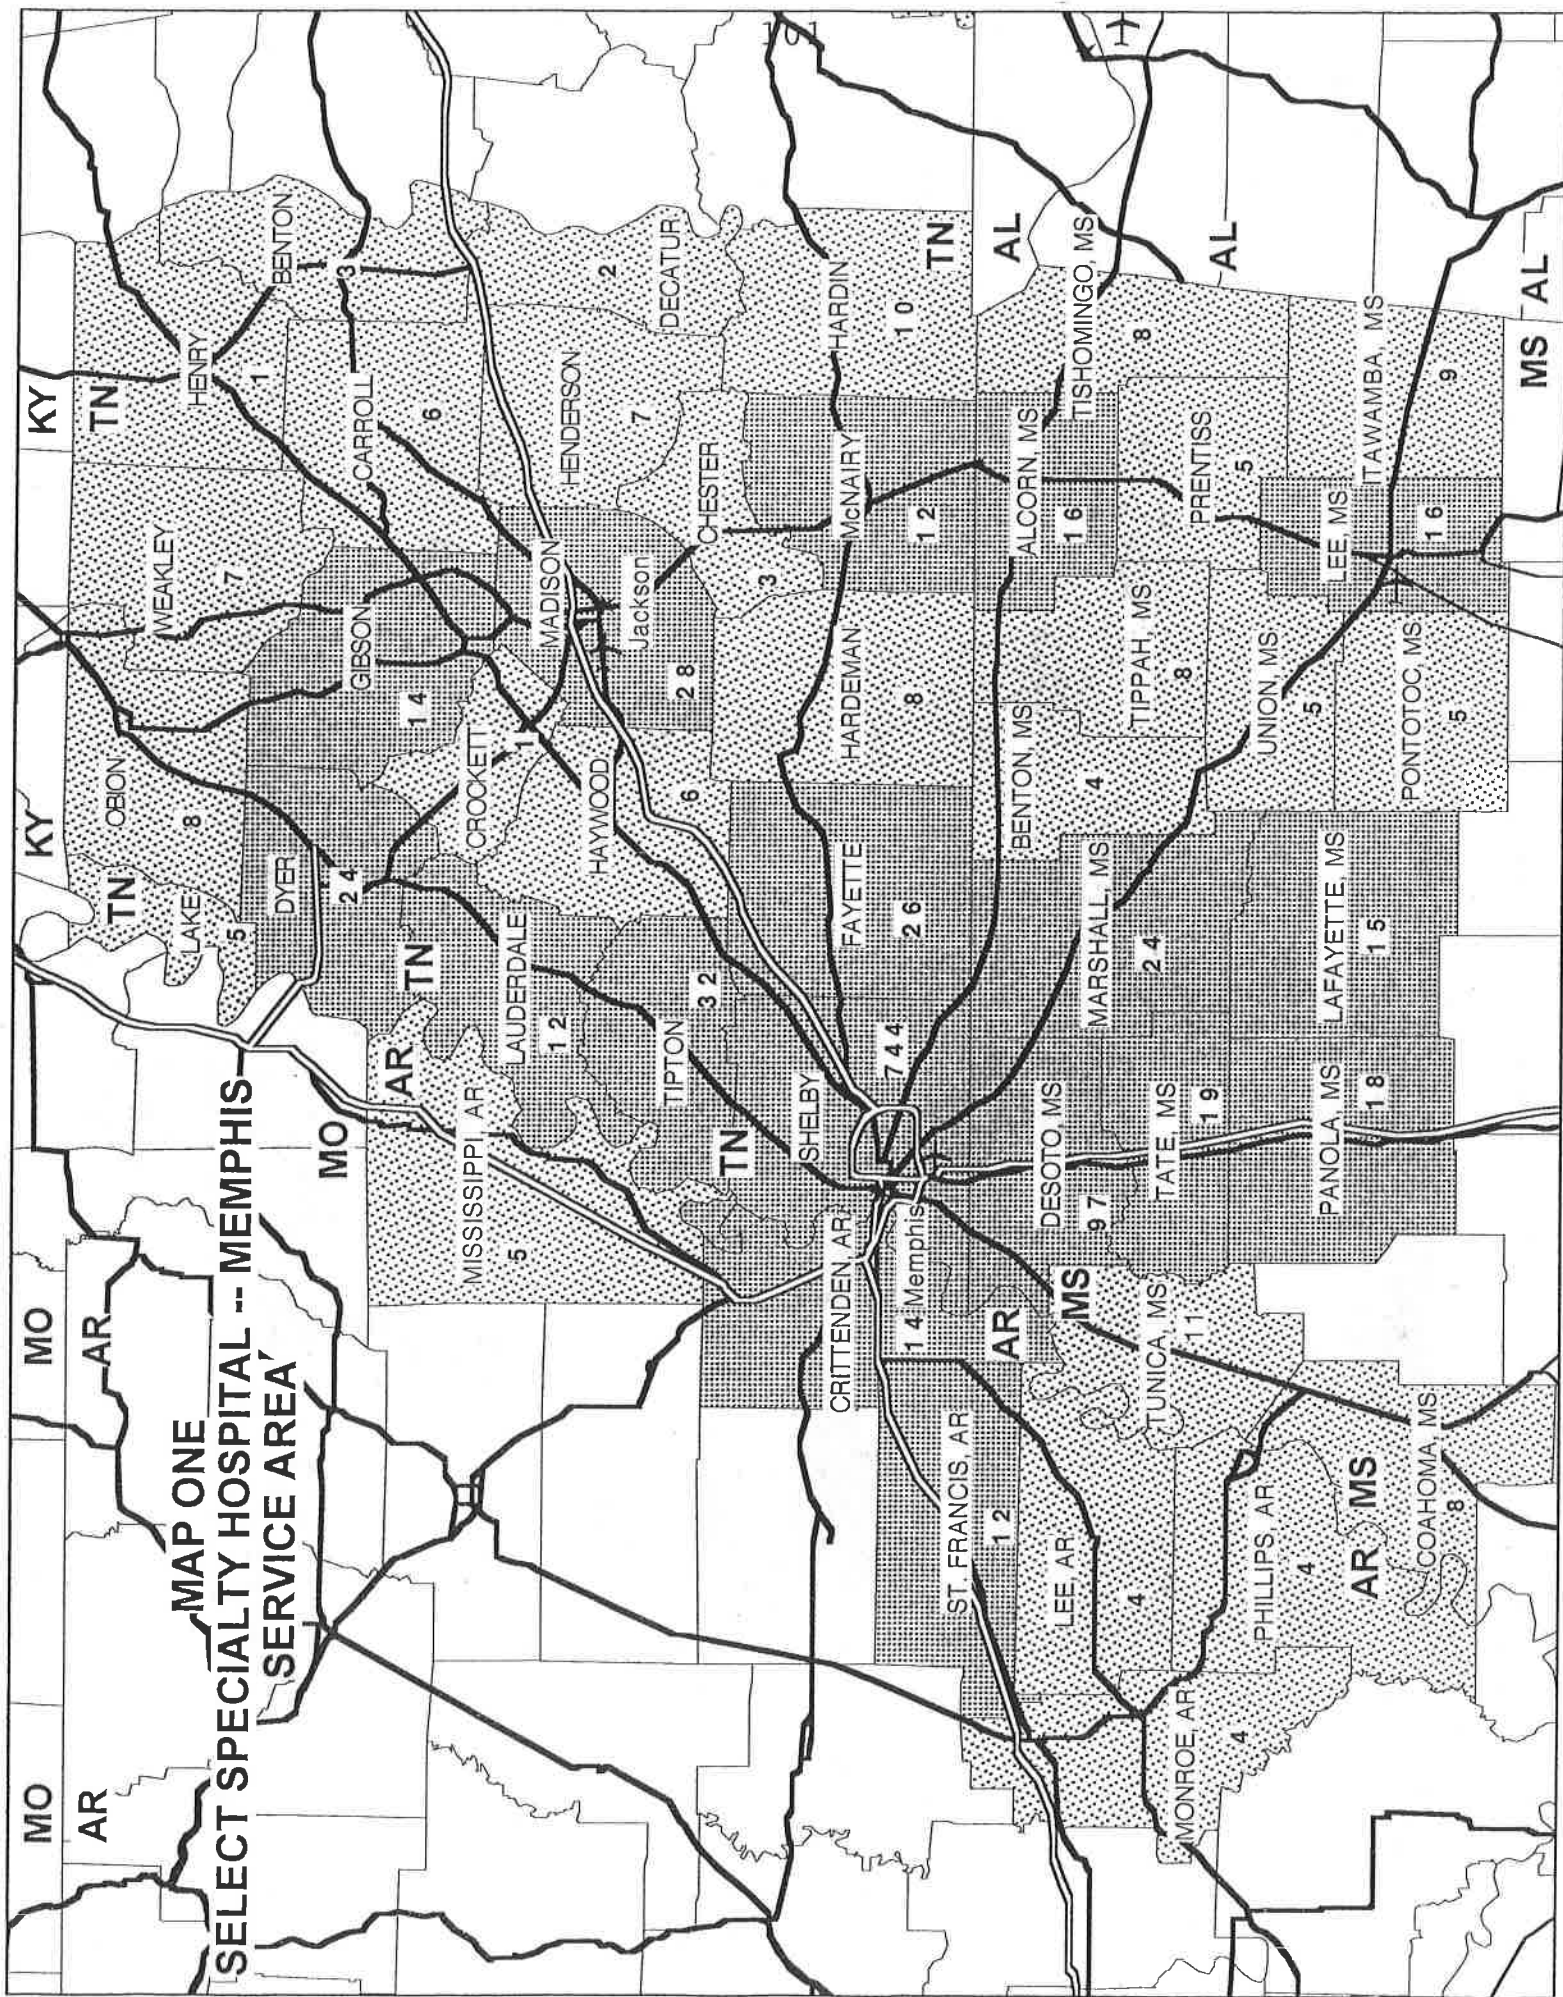 101
MAP ONE
SELECT SPECIALTY HOSPITAL -- MEMPHIS
SERVICE AREA
MO
AR
MO
AR
KY
TN
KY
TN
MO
LAKE
5
OBION
8
WEAKLEY
7
HENRY
1
BENTON
3
DYER
24
GIBSON
14
CARROLL
6
AR
TN
MISSISSIPPI, AR
5
LAUDERDALE
12
CROCKETT
1
MADISON
28
Jackson
HENDERSON
7
DECATUR
2
HAYWOOD
6
TIPTON
32
CHESTER
3
TN
SHELBY
744
FAYETTE
26
HARDEMAN
8
McNAIRY
12
HARDIN
10
TN
CRITTENDEN, AR
14
Memphis
ST. FRANCIS, AR
12
AR
MS
AL
DESOTO, MS
97
MARSHALL, MS
24
BENTON, MS
4
TIPPAH, MS
8
ALCORN, MS
16
TISHOMINGO, MS
8
LEE, AR
4
TUNICA, MS
11
TATE, MS
19
UNION, MS
5
PRENTISS
5
AL
MONROE, AR
4
PHILLIPS, AR
4
PANOLA, MS
18
LAFAYETTE, MS
15
PONTOTOC, MS
5
LEE, MS
16
ITAWAMBA, MS
9
AR
MS
COAHOMA, MS
8
MS
AL